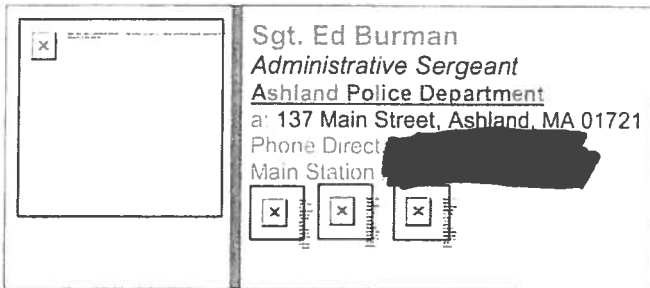 Sgt. Ed Burman
Administrative Sergeant
Ashland Police Department
a: 137 Main Street, Ashland, MA 01721
Phone Direct
Main Station